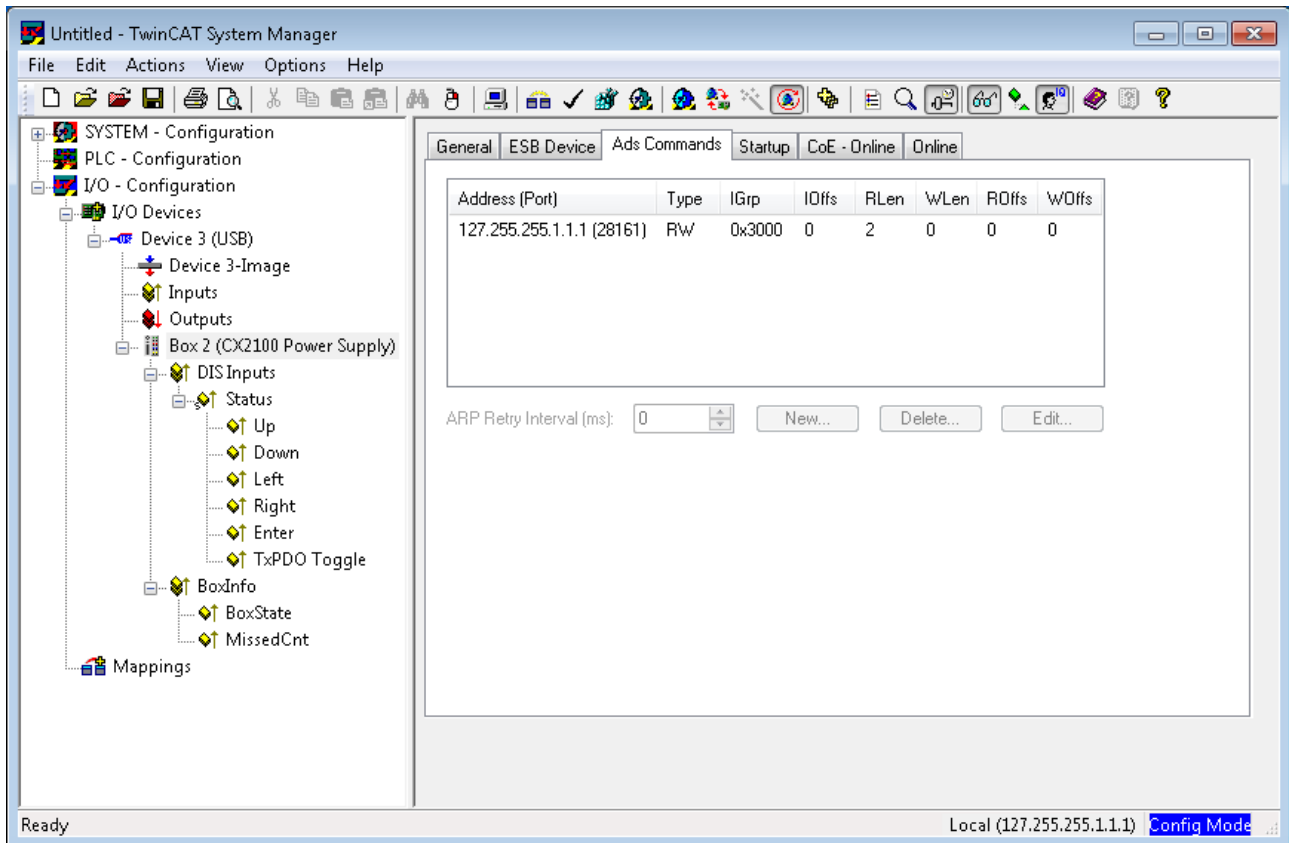 Untitled - TwinCAT System Manager
File Edit Actions View Options Help
SYSTEM - Configuration
PLC - Configuration
I/O - Configuration
I/O Devices
Device 3 (USB)
Device 3-Image
Inputs
Outputs
Box 2 (CX2100 Power Supply)
DIS Inputs
Status
Up
Down
Left
Right
Enter
TxPDO Toggle
BoxInfo
BoxState
MissedCnt
Mappings
General ESB Device Ads Commands Startup CoE - Online Online
Address (Port) Type IGrp IOffs RLen WLen ROffs WOffs
127.255.255.1.1.1 (28161) RW 0x3000 0 2 0 0 0
ARP Retry Interval (ms): 0 New... Delete... Edit...
Ready Local (127.255.255.1.1.1) Config Mode